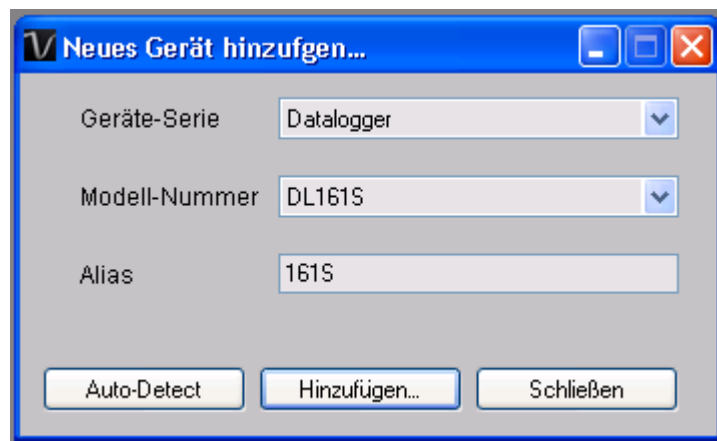 Neues Gerät hinzufgen...
Geräte-Serie Datalogger
Modell-Nummer DL161S
Alias 161S
Auto-Detect Hinzufügen... Schließen